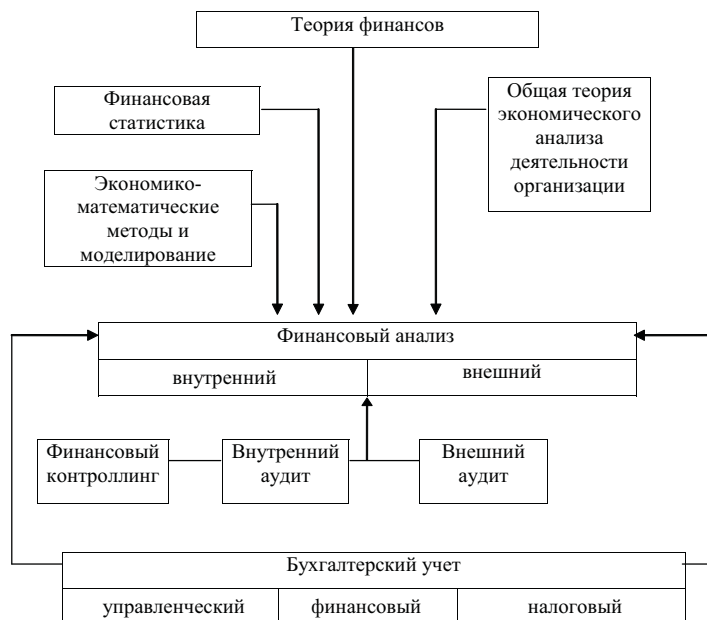 Теория финансов
Финансовая
статистика
Общая теория
экономического
анализа
деятельности
организации
Экономико-
математические
методы и
моделирование
Финансовый анализ
внутренний
внешний
Финансовый
контроллинг
Внутренний
аудит
Внешний
аудит
Бухгалтерский учет
управленческий
финансовый
налоговый